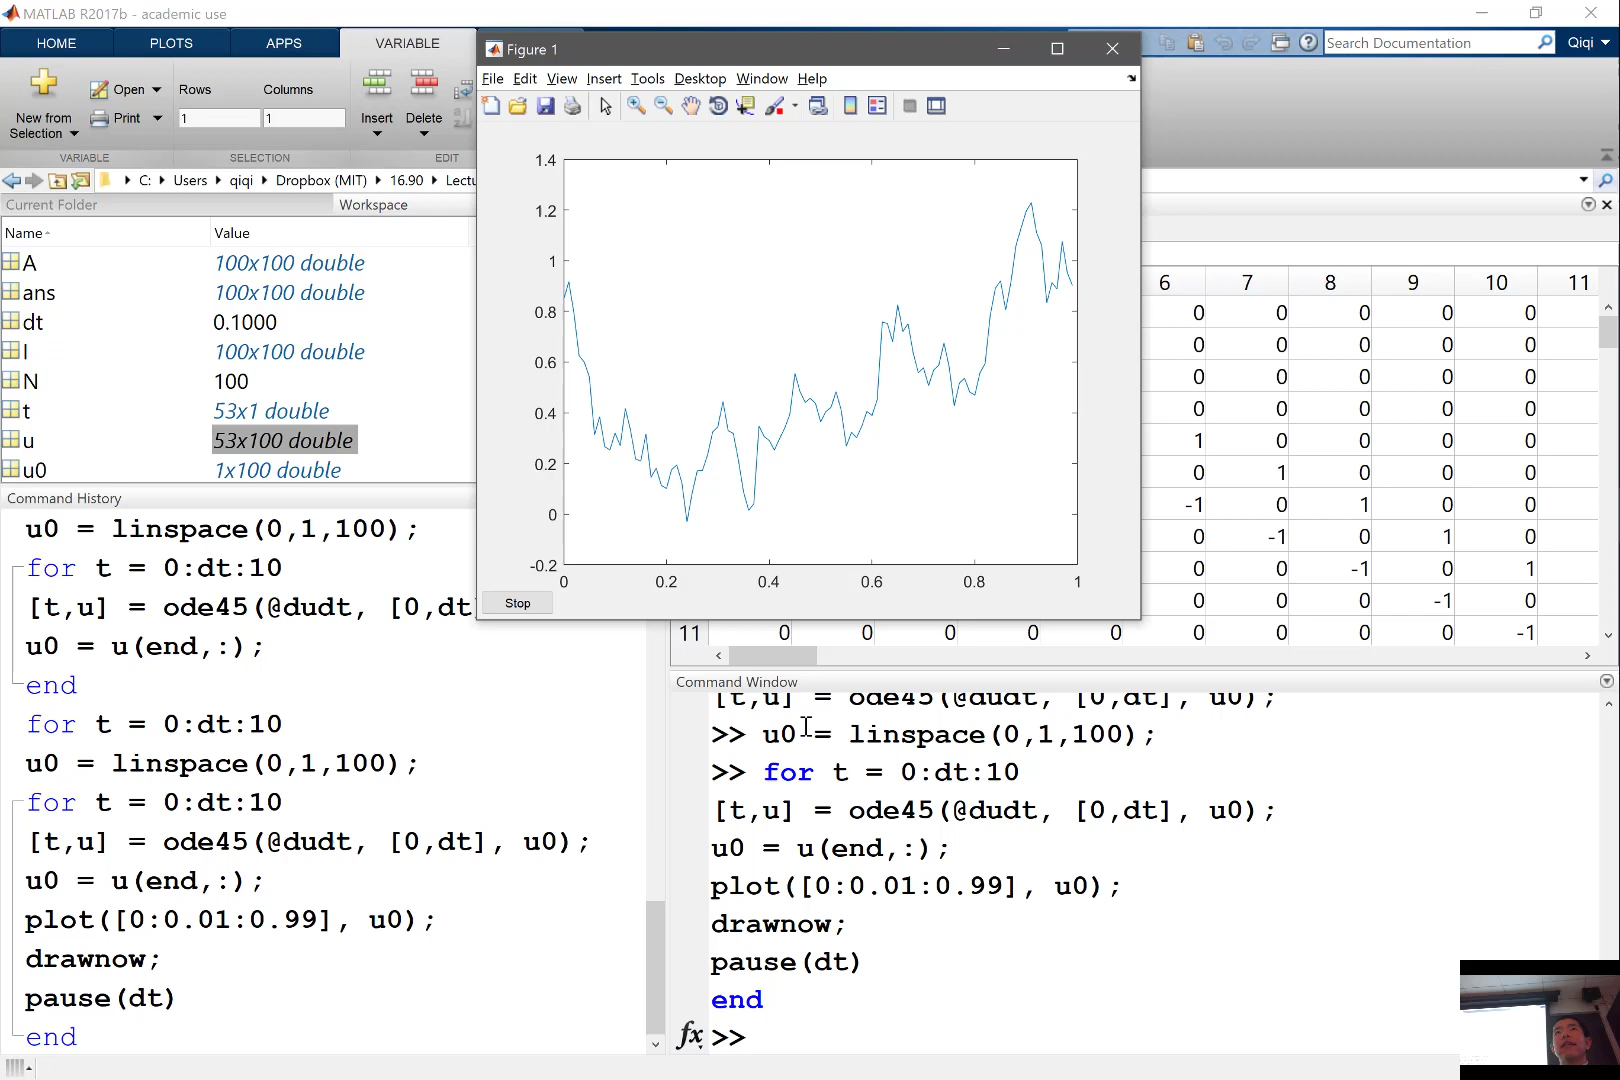 MATLAB R2017b - academic use
HOME PLOTS APPS VARIABLE
Search Documentation
Qiqi
New from
Selection
Open
Print
Rows Columns
1 1
Insert Delete
VARIABLE SELECTION EDIT
C: Users qiqi Dropbox (MIT) 16.90 Lectu
Current Folder Workspace
Name Value
A 100x100 double
ans 100x100 double
dt 0.1000
I 100x100 double
N 100
t 53x1 double
u 53x100 double
u0 1x100 double
Command History
u0 = linspace(0,1,100);
for t = 0:dt:10
[t,u] = ode45(@dudt, [0,dt]
u0 = u(end,:);
end
for t = 0:dt:10
u0 = linspace(0,1,100);
for t = 0:dt:10
[t,u] = ode45(@dudt, [0,dt], u0);
u0 = u(end,:);
plot([0:0.01:0.99], u0);
drawnow;
pause(dt)
end
Figure 1
File Edit View Insert Tools Desktop Window Help
1.4
1.2
1
0.8
0.6
0.4
0.2
0
-0.2
0 0.2 0.4 0.6 0.8 1
Stop
6 7 8 9 10 11
0 0 0 0 0
0 0 0 0 0
0 0 0 0 0
0 0 0 0 0
1 0 0 0 0
0 1 0 0 0
-1 0 1 0 0
0 -1 0 1 0
0 0 -1 0 1
0 0 0 -1 0
11 0 0 0 0 0 0 0 0 0 -1
Command Window
[t,u] = ode45(@dudt, [0,dt], u0);
>> u0 = linspace(0,1,100);
>> for t = 0:dt:10
[t,u] = ode45(@dudt, [0,dt], u0);
u0 = u(end,:);
plot([0:0.01:0.99], u0);
drawnow;
pause(dt)
end
fx >>